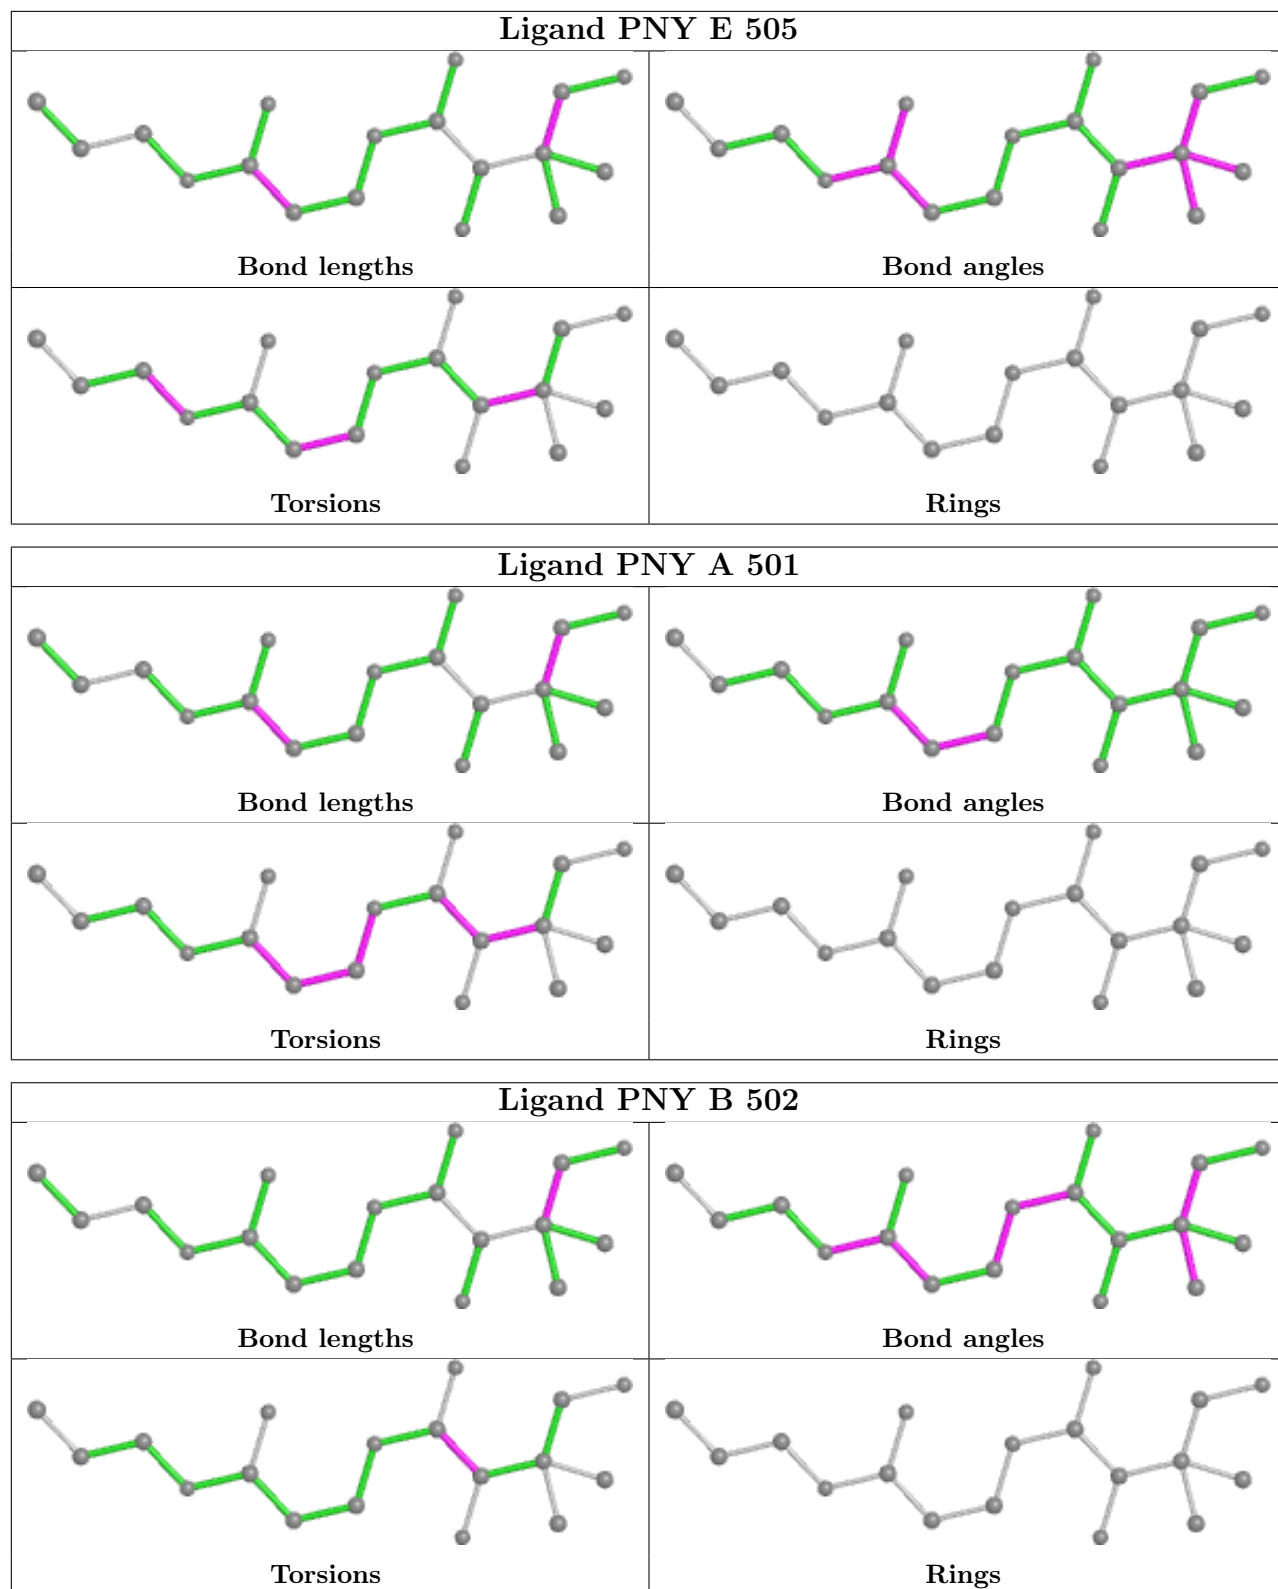 Ligand PNY E 505
Bond lengths
Bond angles
Torsions
Rings
Ligand PNY A 501
Bond lengths
Bond angles
Torsions
Rings
Ligand PNY B 502
Bond lengths
Bond angles
Torsions
Rings